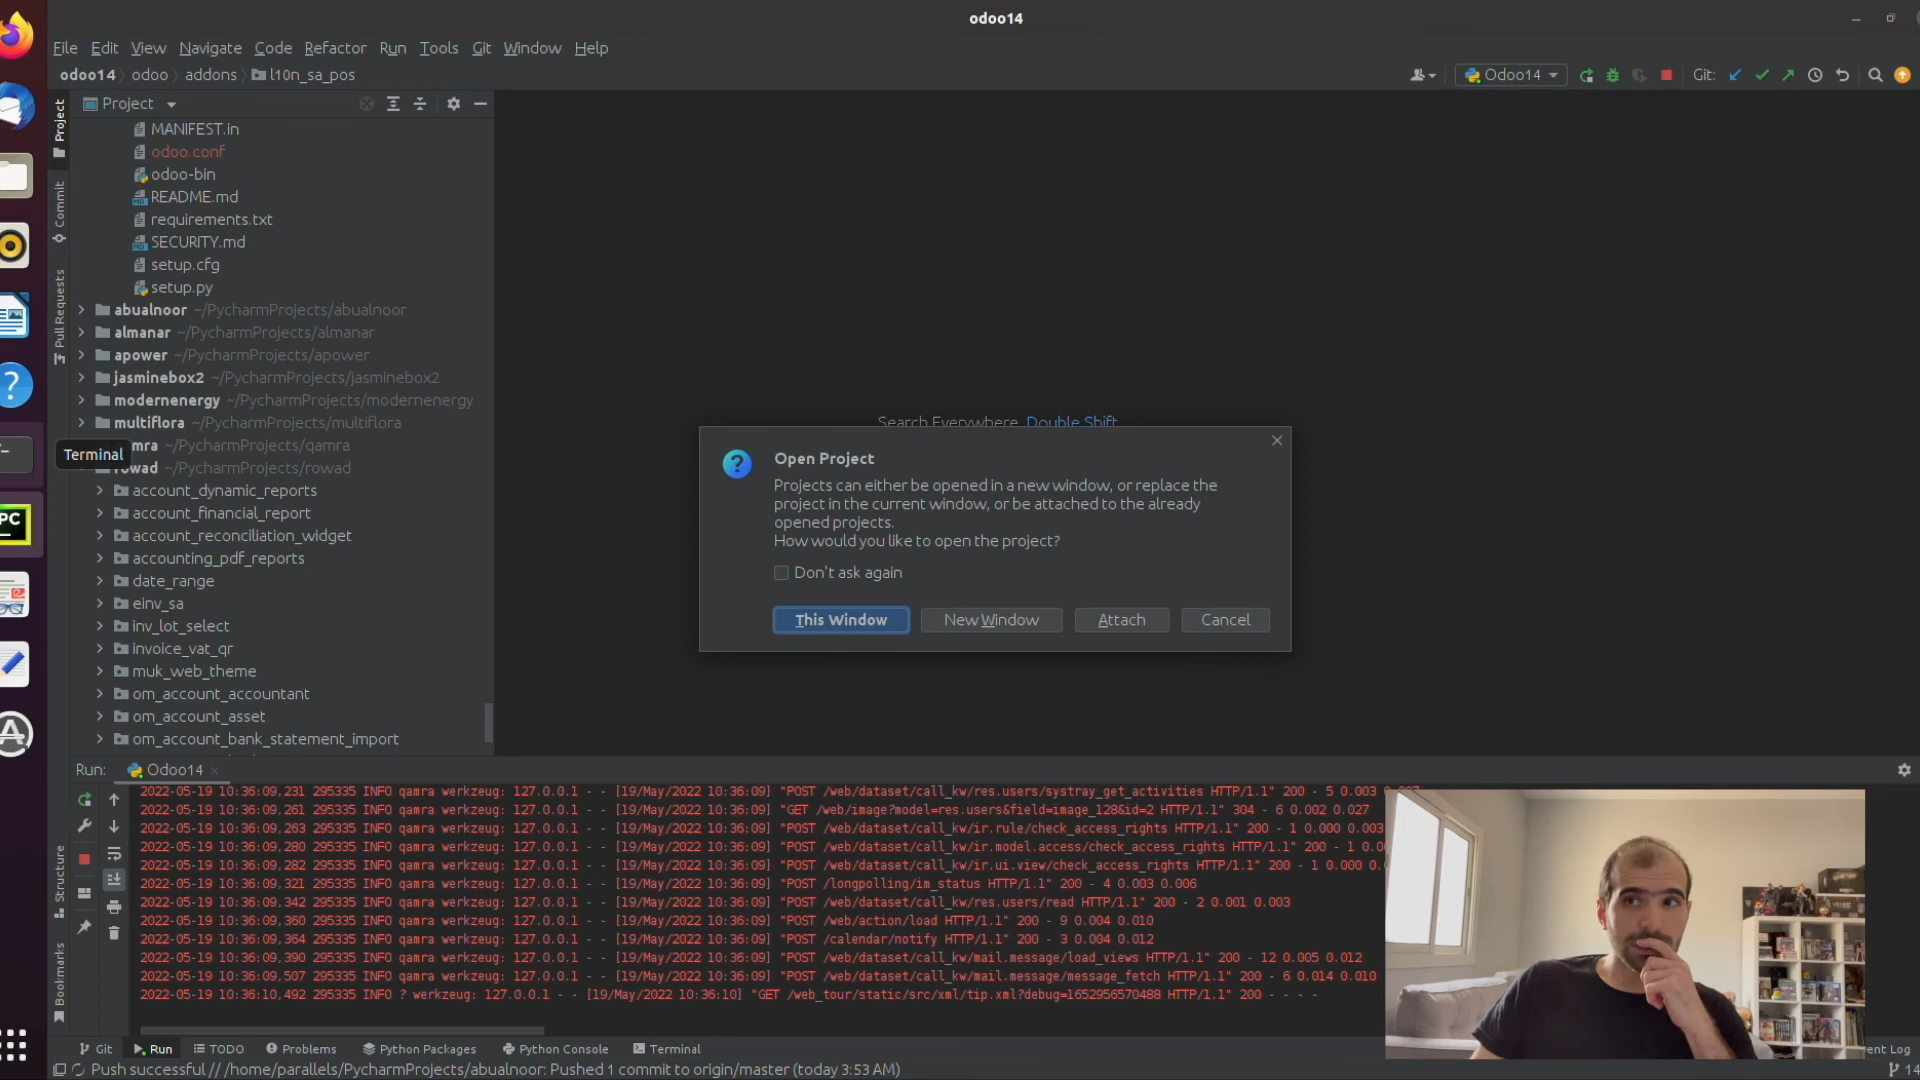 odoo14
File Edit View Navigate Code Refactor Run Tools Git Window Help
odoo14 odoo addons l10n_sa_pos
Odoo14
Git:
Project
Project
Commit
Pull Requests
MANIFEST.in
odoo.conf
odoo-bin
README.md
requirements.txt
SECURITY.md
setup.cfg
setup.py
abualnoor ~/PycharmProjects/abualnoor
almanar ~/PycharmProjects/almanar
apower ~/PycharmProjects/apower
jasminebox2 ~/PycharmProjects/jasminebox2
modernenergy ~/PycharmProjects/modernenergy
multiflora ~/PycharmProjects/multiflora
mra ~/PycharmProjects/qamra
Terminal
rowad ~/PycharmProjects/rowad
account_dynamic_reports
account_financial_report
account_reconciliation_widget
accounting_pdf_reports
date_range
einv_sa
inv_lot_select
invoice_vat_qr
muk_web_theme
om_account_accountant
om_account_asset
om_account_bank_statement_import
PC
Search Everywhere Double Shift
Open Project
Projects can either be opened in a new window, or replace the
project in the current window, or be attached to the already
opened projects.
How would you like to open the project?
Don't ask again
This Window New Window Attach Cancel
Run: Odoo14
2022-05-19 10:36:09,231 295335 INFO qamra werkzeug: 127.0.0.1 - - [19/May/2022 10:36:09] "POST /web/dataset/call_kw/res.users/systray_get_activities HTTP/1.1" 200 - 5 0.003
2022-05-19 10:36:09,261 295335 INFO qamra werkzeug: 127.0.0.1 - - [19/May/2022 10:36:09] "GET /web/image?model=res.users&field=image_128&id=2 HTTP/1.1" 304 - 6 0.002 0.027
2022-05-19 10:36:09,263 295335 INFO qamra werkzeug: 127.0.0.1 - - [19/May/2022 10:36:09] "POST /web/dataset/call_kw/ir.rule/check_access_rights HTTP/1.1" 200 - 1 0.000 0.003
2022-05-19 10:36:09,280 295335 INFO qamra werkzeug: 127.0.0.1 - - [19/May/2022 10:36:09] "POST /web/dataset/call_kw/ir.model.access/check_access_rights HTTP/1.1" 200 - 1 0.0
2022-05-19 10:36:09,282 295335 INFO qamra werkzeug: 127.0.0.1 - - [19/May/2022 10:36:09] "POST /web/dataset/call_kw/ir.ui.view/check_access_rights HTTP/1.1" 200 - 1 0.000 0.
2022-05-19 10:36:09,321 295335 INFO qamra werkzeug: 127.0.0.1 - - [19/May/2022 10:36:09] "POST /longpolling/im_status HTTP/1.1" 200 - 4 0.003 0.006
2022-05-19 10:36:09,342 295335 INFO qamra werkzeug: 127.0.0.1 - - [19/May/2022 10:36:09] "POST /web/dataset/call_kw/res.users/read HTTP/1.1" 200 - 2 0.001 0.003
2022-05-19 10:36:09,360 295335 INFO qamra werkzeug: 127.0.0.1 - - [19/May/2022 10:36:09] "POST /web/action/load HTTP/1.1" 200 - 9 0.004 0.010
2022-05-19 10:36:09,364 295335 INFO qamra werkzeug: 127.0.0.1 - - [19/May/2022 10:36:09] "POST /calendar/notify HTTP/1.1" 200 - 3 0.004 0.012
2022-05-19 10:36:09,390 295335 INFO qamra werkzeug: 127.0.0.1 - - [19/May/2022 10:36:09] "POST /web/dataset/call_kw/mail.message/load_views HTTP/1.1" 200 - 12 0.005 0.012
2022-05-19 10:36:09,507 295335 INFO qamra werkzeug: 127.0.0.1 - - [19/May/2022 10:36:09] "POST /web/dataset/call_kw/mail.message/message_fetch HTTP/1.1" 200 - 6 0.014 0.010
2022-05-19 10:36:10,492 295335 INFO ? werkzeug: 127.0.0.1 - - [19/May/2022 10:36:10] "GET /web_tour/static/src/xml/tip.xml?debug=1652956570488 HTTP/1.1" 200 - - - -
Structure
Bookmarks
Git Run TODO Problems Python Packages Python Console Terminal
ent Log
Push successful // /home/parallels/PycharmProjects/abualnoor: Pushed 1 commit to origin/master (today 3:53 AM)
14